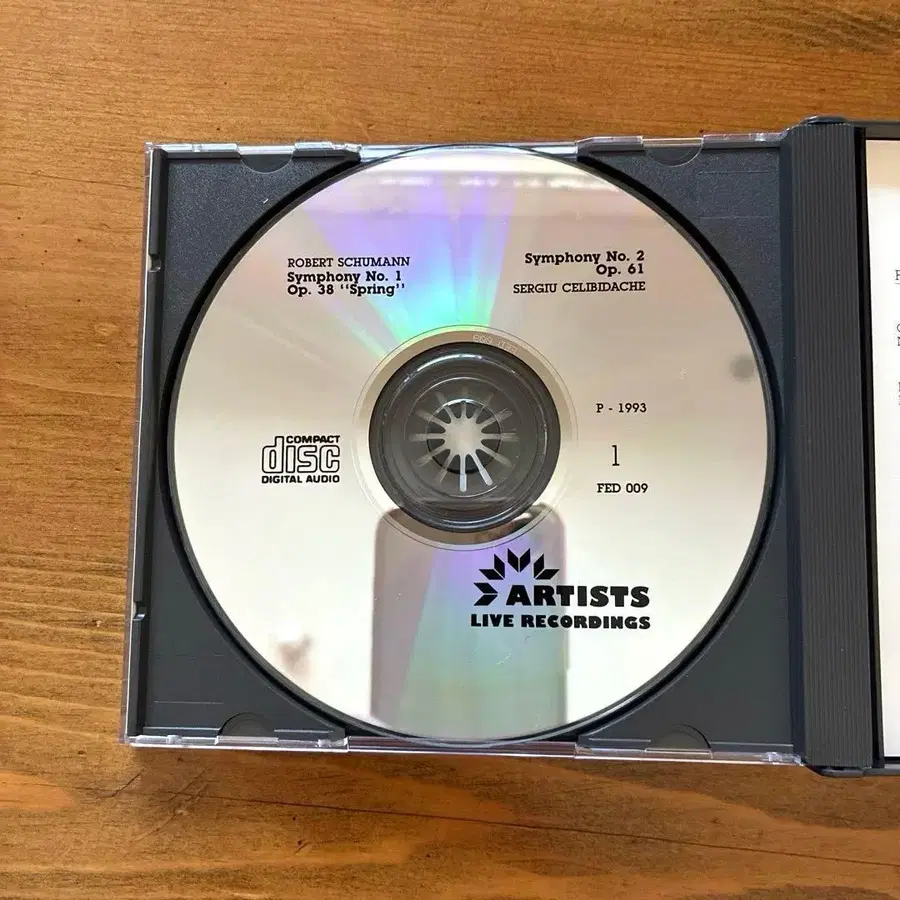 ROBERT SCHUMANN
Symphony No. 1
Op. 38 "Spring"
Symphony No. 2
Op. 61
SERGIU CELIBIDACHE
P - 1993
1
FED 009
COMPACT
disc
DIGITAL AUDIO
ARTISTS
LIVE RECORDINGS